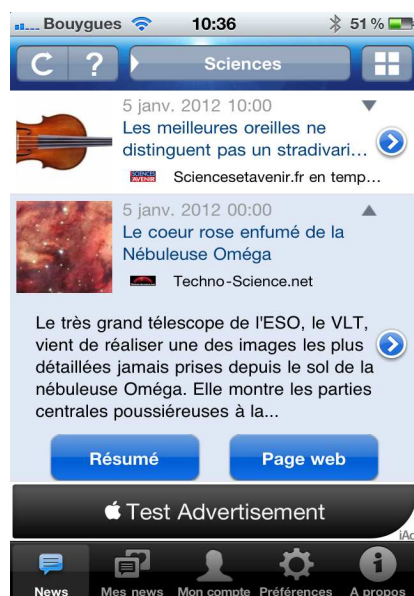 Bouygues 10:36 51 %
C ? Sciences
5 janv. 2012 10:00
Les meilleures oreilles ne
distinguent pas un stradivari...
SCIENCES AVENIR Sciencesetavenir.fr en temp...
5 janv. 2012 00:00
Le coeur rose enfumé de la
Nébuleuse Oméga
Techno-Science.net
Le très grand télescope de l'ESO, le VLT,
vient de réaliser une des images les plus
détaillées jamais prises depuis le sol de la
nébuleuse Oméga. Elle montre les parties
centrales poussiéreuses à la...
Résumé Page web
Test Advertisement
iAd
News Mes news Mon compte Préférences A propos